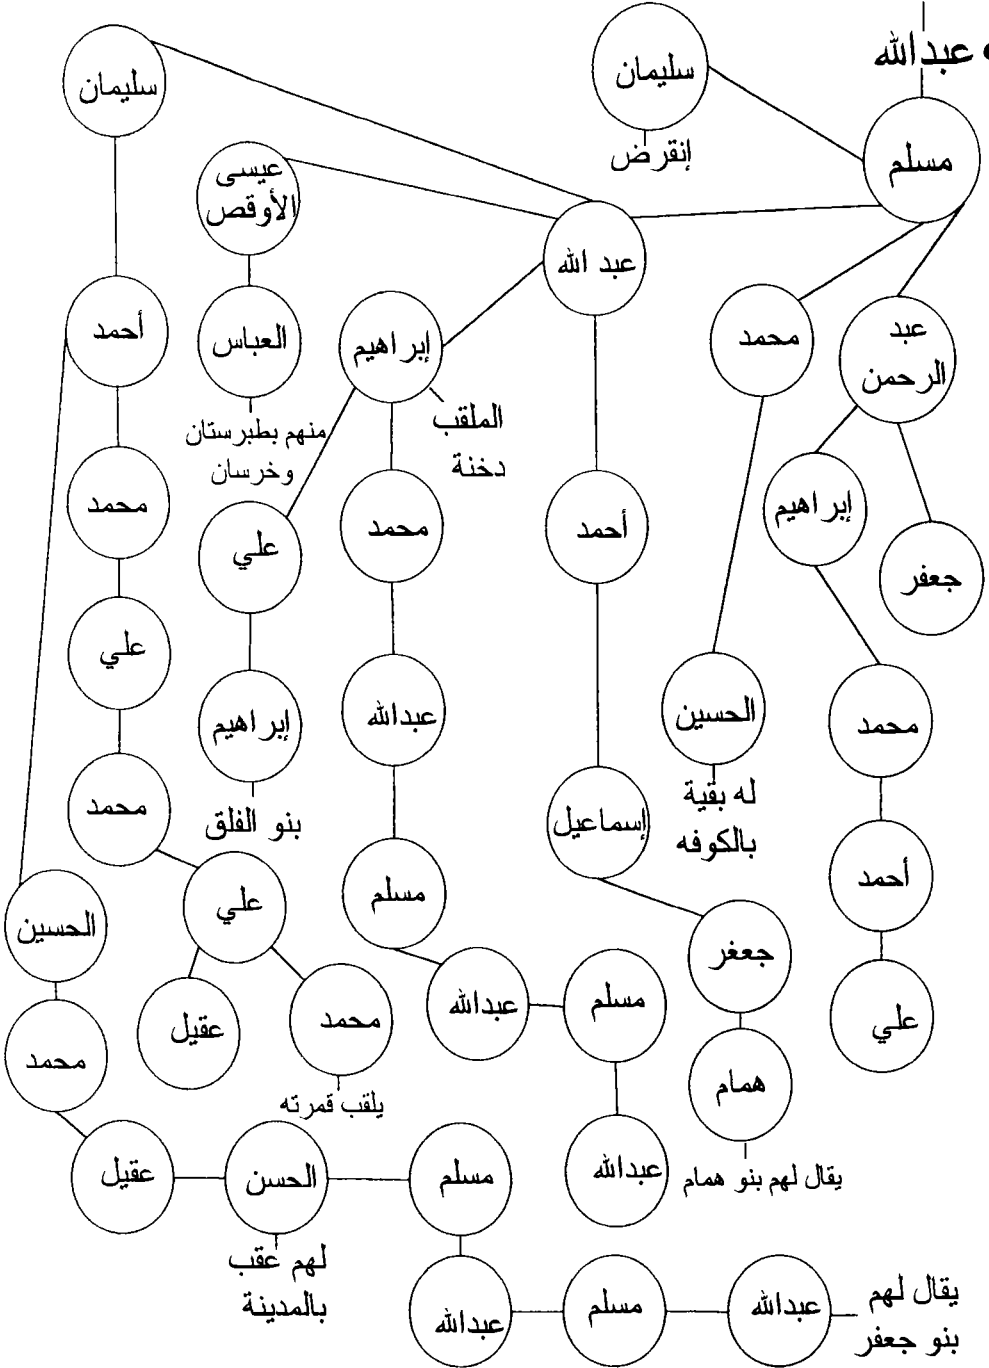 عبدالله
سليمان
سليمان
إنقرض
مسلم
عيسى
الأوقص
عبد الله
أحمد
العباس
إبراهيم
محمد
عبد
الرحمن
منهم بطبرستان
وخرسان
الملقب
دخنة
محمد
علي
محمد
أحمد
إبراهيم
جعفر
علي
إبراهيم
عبدالله
الحسين
محمد
محمد
بنو الفلق
إسماعيل
له بقية
بالكوفه
أحمد
الحسين
علي
مسلم
جعغر
محمد
عقيل
محمد
عبدالله
مسلم
علي
يلقب قمرته
همام
عقيل
الحسن
مسلم
عبدالله
يقال لهم بنو همام
لهم عقب
بالمدينة
عبدالله
مسلم
عبدالله
يقال لهم
بنو جعفر